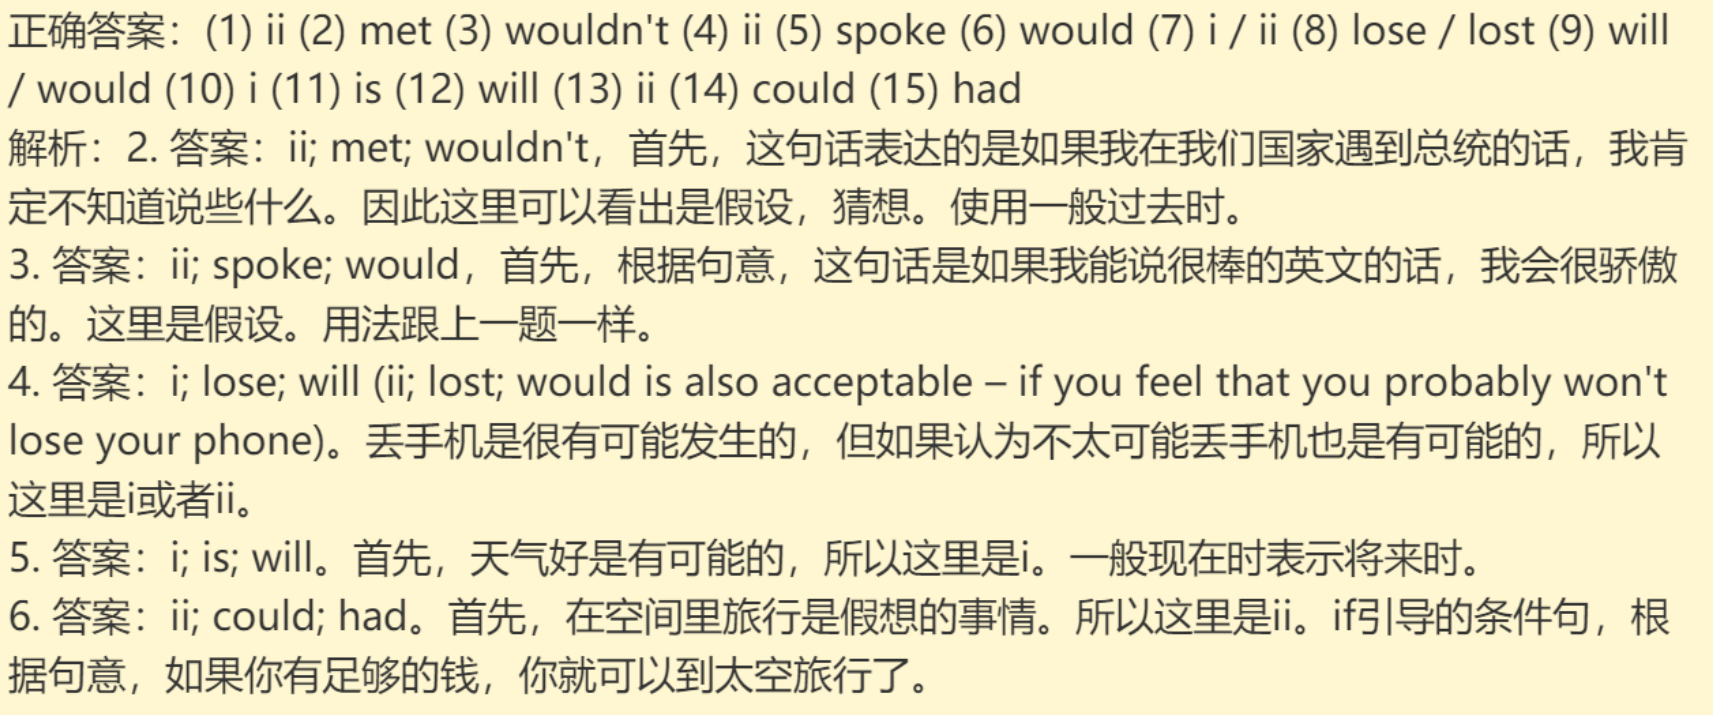 正确答案：(1) ii (2) met (3) wouldn't (4) ii (5) spoke (6) would (7) i / ii (8) lose / lost (9) will
/ would (10) i (11) is (12) will (13) ii (14) could (15) had
解析：2. 答案：ii; met; wouldn't，首先，这句话表达的是如果我在我们国家遇到总统的话，我肯
定不知道说些什么。因此这里可以看出是假设，猜想。使用一般过去时。
3. 答案：ii; spoke; would，首先，根据句意，这句话是如果我能说很棒的英文的话，我会很骄傲
的。这里是假设。用法跟上一题一样。
4. 答案：i; lose; will (ii; lost; would is also acceptable – if you feel that you probably won't
lose your phone)。丢手机是很有可能发生的，但如果认为不太可能丢手机也是有可能的，所以
这里是i或者ii。
5. 答案：i; is; will。首先，天气好是有可能的，所以这里是i。一般现在时表示将来时。
6. 答案：ii; could; had。首先，在空间里旅行是假想的事情。所以这里是ii。if引导的条件句，根
据句意，如果你有足够的钱，你就可以到太空旅行了。